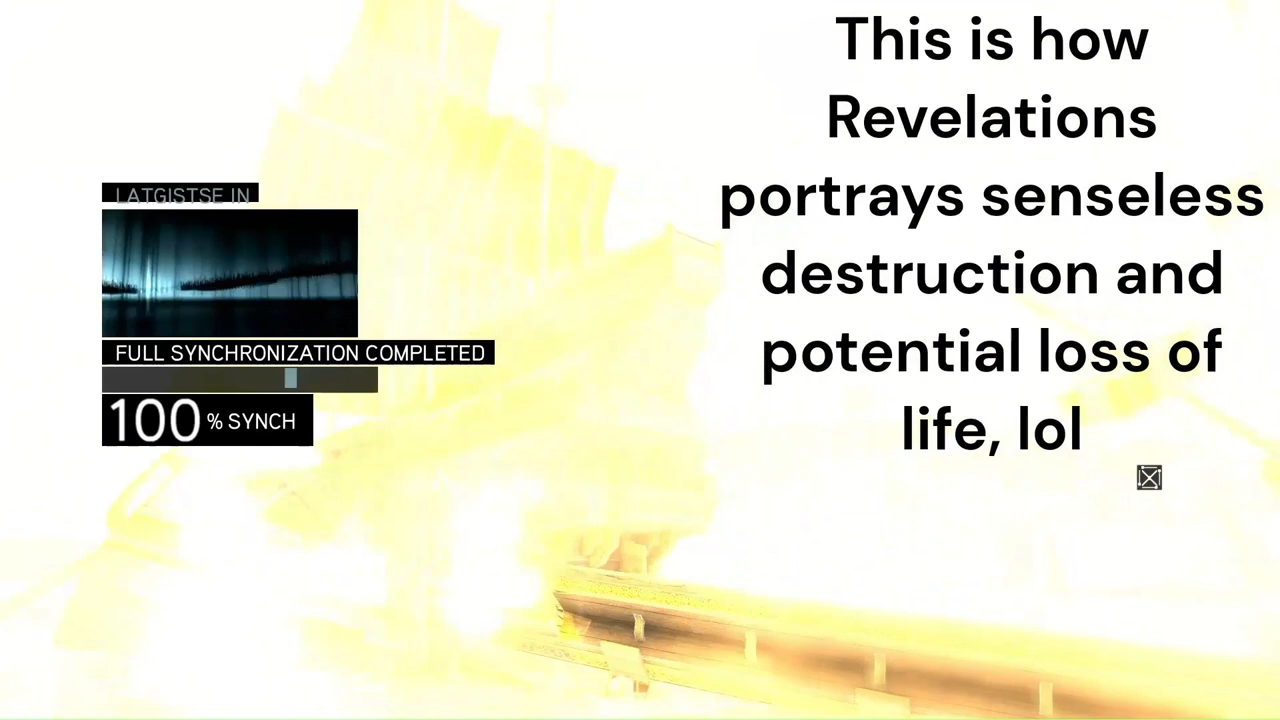 This is how
Revelations
portrays senseless
destruction and
potential loss of
life, lol
LATGISTSE IN
FULL SYNCHRONIZATION COMPLETED
100 % SYNCH